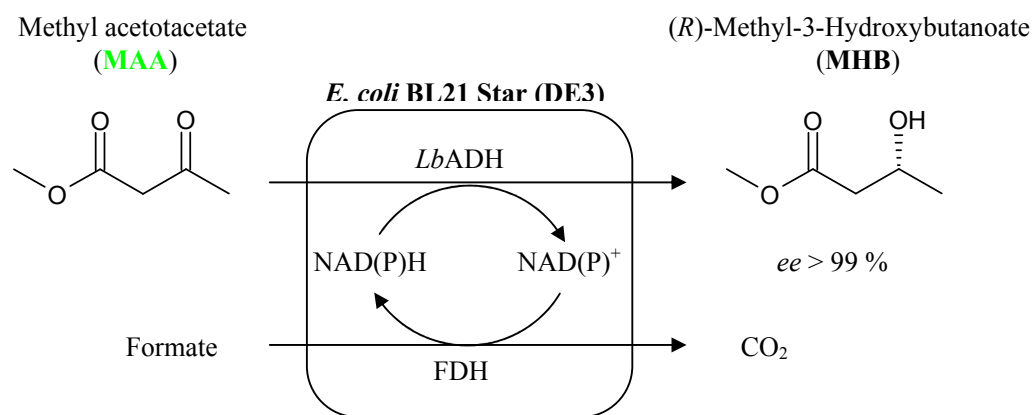 Methyl acetotacetate
(MAA)
(R)-Methyl-3-Hydroxybutanoate
(MHB)
E. coli BL21 Star (DE3)
O O
O
LbADH
O OH
O
NAD(P)H NAD(P)+
ee > 99 %
Formate
FDH
CO2